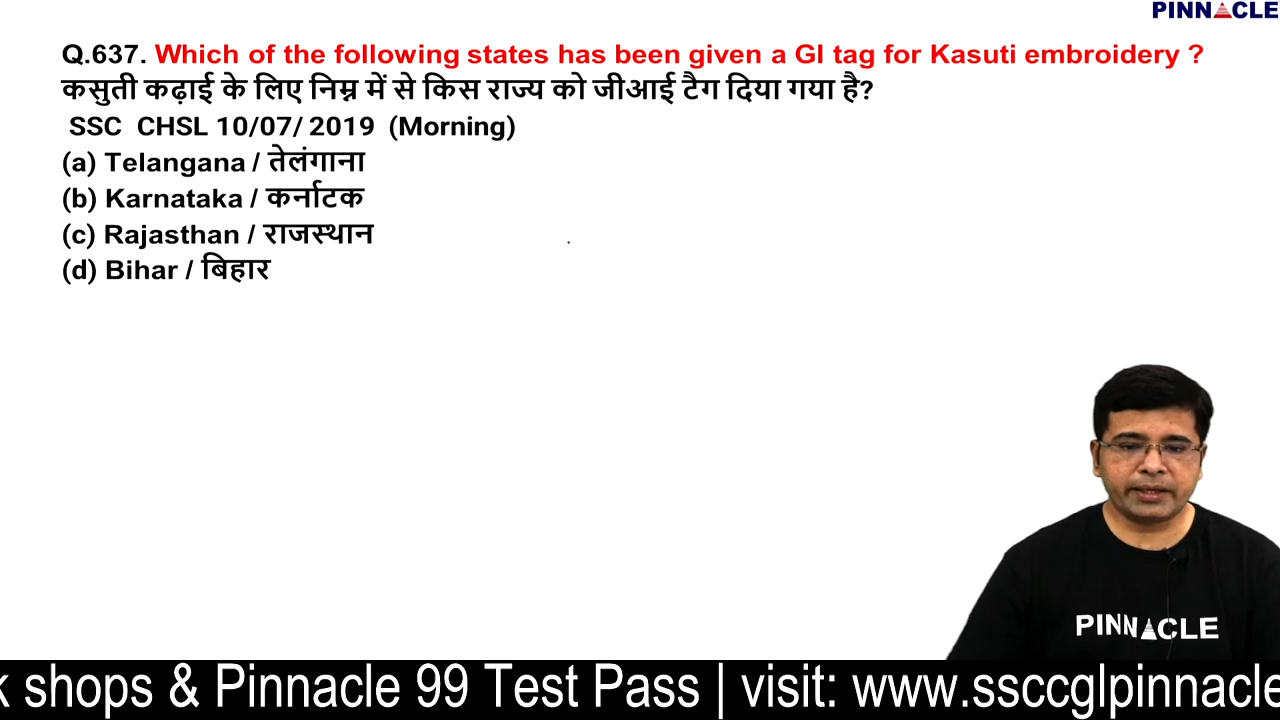 PINNACLE
Q.637. Which of the following states has been given a GI tag for Kasuti embroidery ?
कसुती कढ़ाई के लिए निम्न में से किस राज्य को जीआई टैग दिया गया है?
SSC CHSL 10/07/ 2019 (Morning)
(a) Telangana / तेलंगाना
(b) Karnataka / कर्नाटक
(c) Rajasthan / राजस्थान
(d) Bihar / बिहार
PINNACLE
k shops & Pinnacle 99 Test Pass | visit: www.ssccglpinnacle